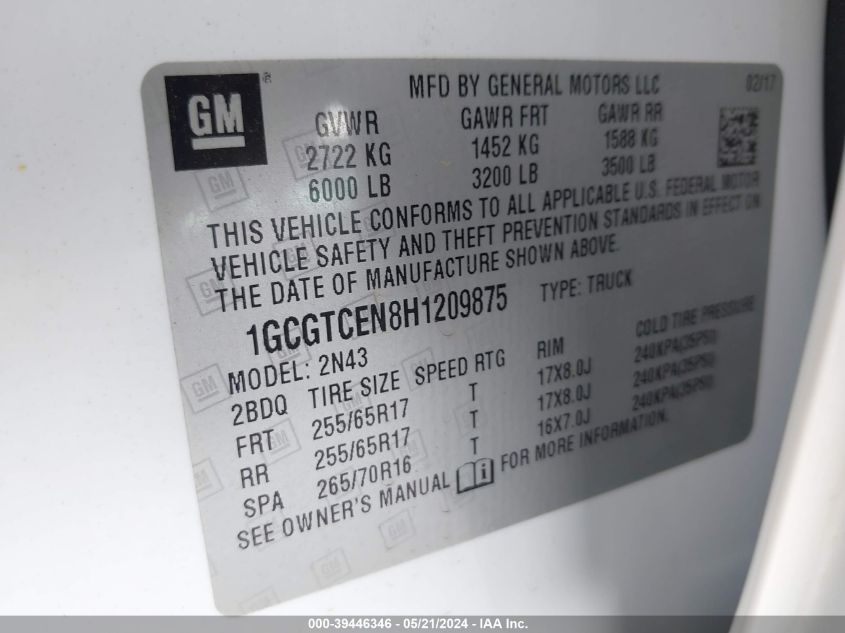 GM ®
MFD BY GENERAL MOTORS LLC 02/17
GVWR GAWR FRT GAWR RR
2722 KG 1452 KG 1588 KG
6000 LB 3200 LB 3500 LB
THIS VEHICLE CONFORMS TO ALL APPLICABLE U.S. FEDERAL MOTOR
VEHICLE SAFETY AND THEFT PREVENTION STANDARDS IN EFFECT ON
THE DATE OF MANUFACTURE SHOWN ABOVE.
1GCGTCEN8H1209875 TYPE: TRUCK
MODEL: 2N43
2BDQ TIRE SIZE SPEED RTG RIM COLD TIRE PRESSURE
FRT 255/65R17 T 17X8.0J 240KPA(35PSI)
RR 255/65R17 T 17X8.0J 240KPA(35PSI)
SPA 265/70R16 T 16X7.0J 240KPA(35PSI)
SEE OWNER'S MANUAL FOR MORE INFORMATION.
000-39446346 - 05/21/2024 - IAA Inc.